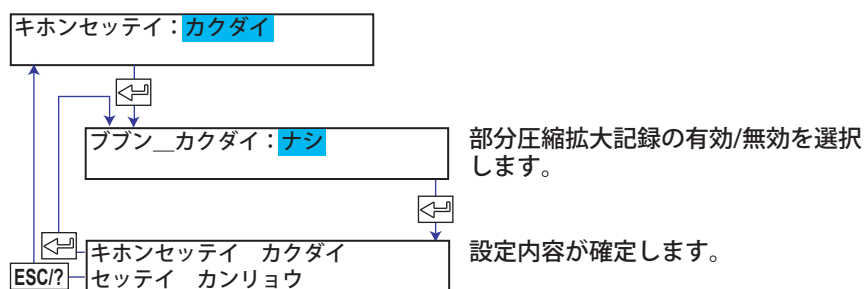 キホンセッテイ：カクダイ
ブブン__カクダイ：ナシ
部分圧縮拡大記録の有効/無効を選択
します。
キホンセッテイ　カクダイ
設定内容が確定します。
ESC/?
セッテイ　カンリョウ